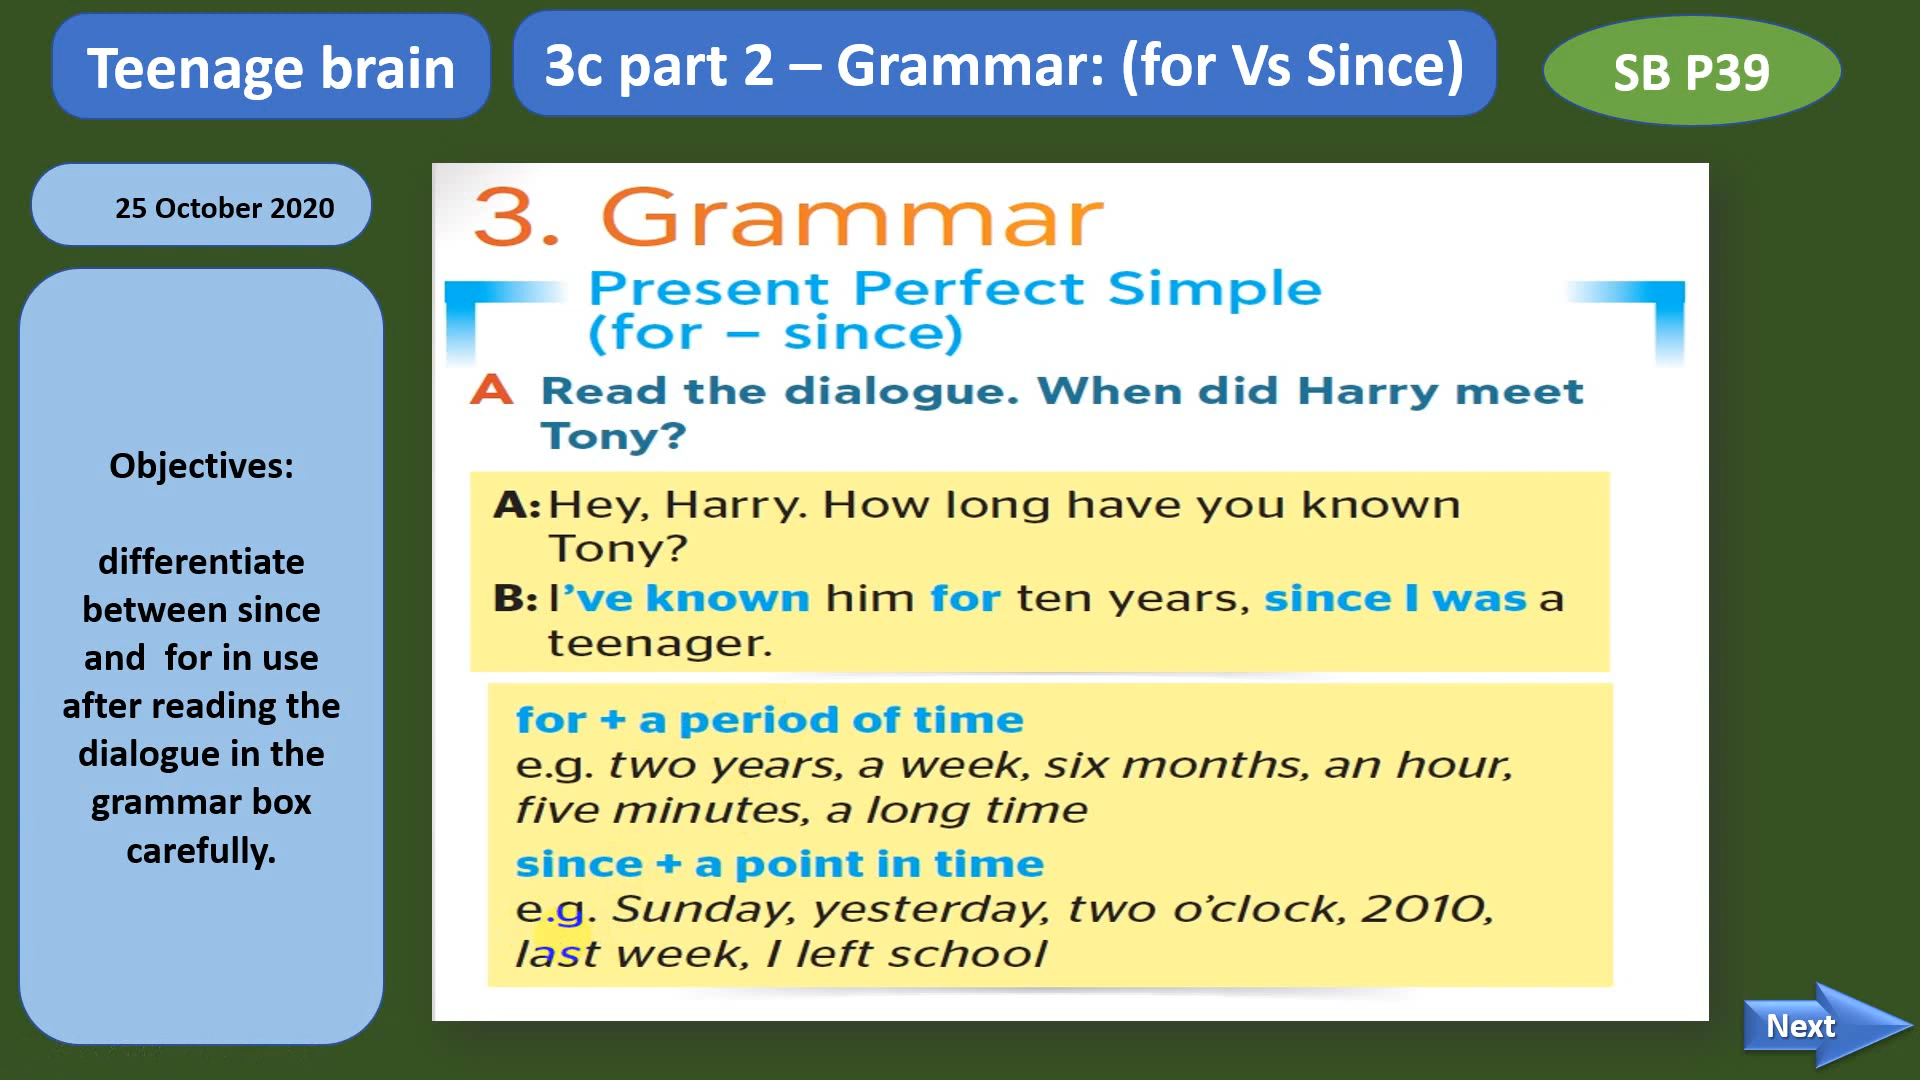 Teenage brain
3c part 2 – Grammar: (for Vs Since)
SB P39
25 October 2020
Objectives:
differentiate
between since
and for in use
after reading the
dialogue in the
grammar box
carefully.
3. Grammar
Present Perfect Simple
(for – since)
A Read the dialogue. When did Harry meet
Tony?
A: Hey, Harry. How long have you known
Tony?
B: I’ve known him for ten years, since I was a
teenager.
for + a period of time
e.g. two years, a week, six months, an hour,
five minutes, a long time
since + a point in time
e.g. Sunday, yesterday, two o’clock, 2010,
last week, I left school
Next